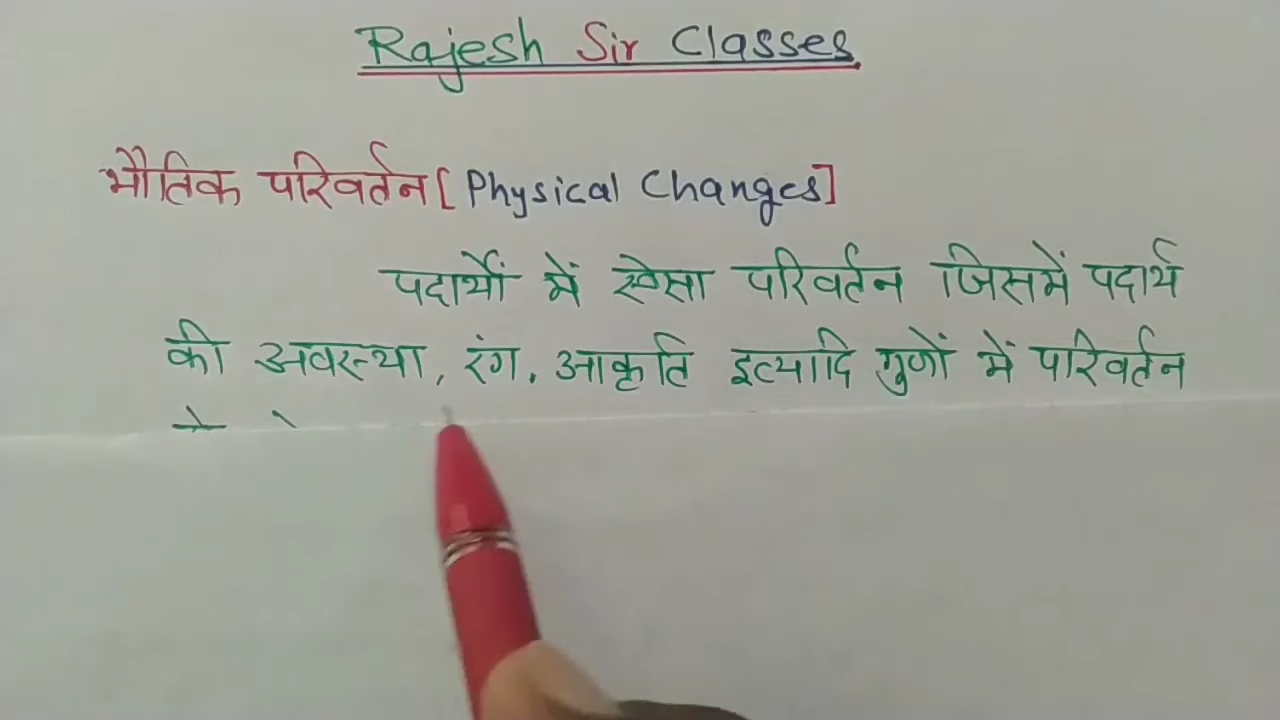 Rajesh Sir Classes
भौतिक परिवर्तन [Physical Changes]
पदार्थों में ऐसा परिवर्तन जिसमें पदार्थ
की अवस्था, रंग, आकृति इत्यादि गुणों में परिवर्तन